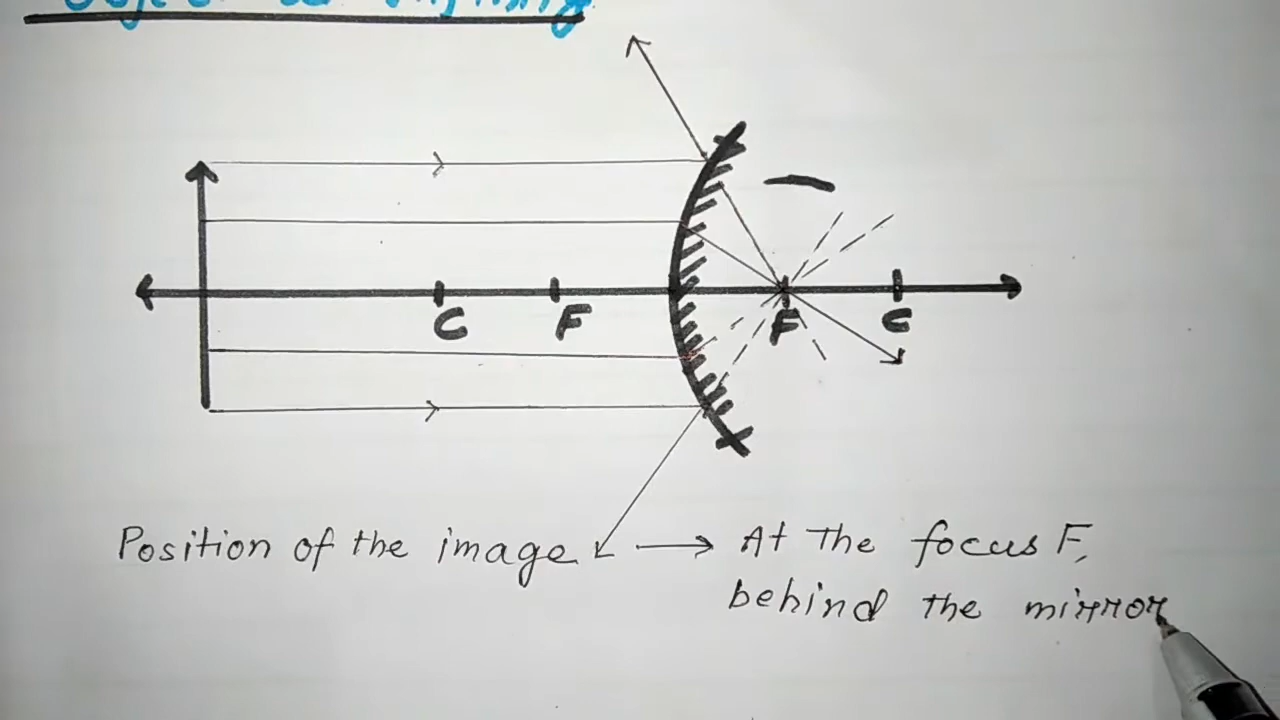 C F F C
Position of the image → At The focus F,
behind the mirror